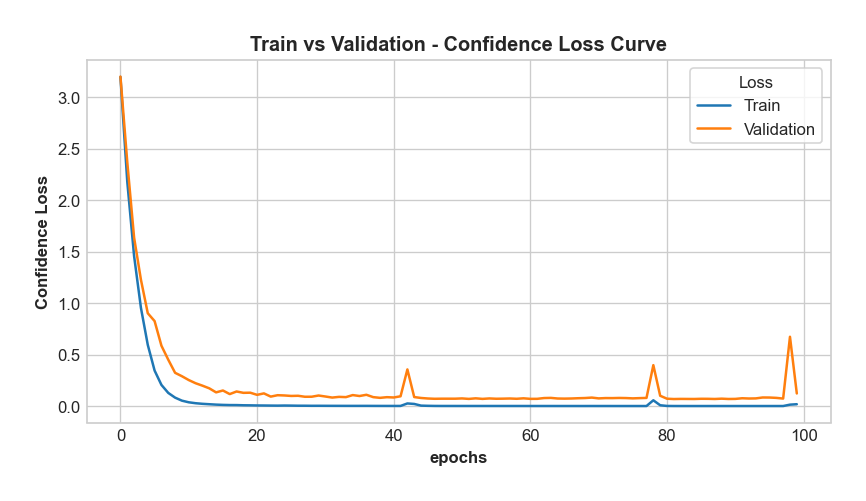 Train vs Validation - Confidence Loss Curve
Loss
Train
Validation
Confidence Loss
3.0
2.5
2.0
1.5
1.0
0.5
0.0
0 20 40 60 80 100
epochs